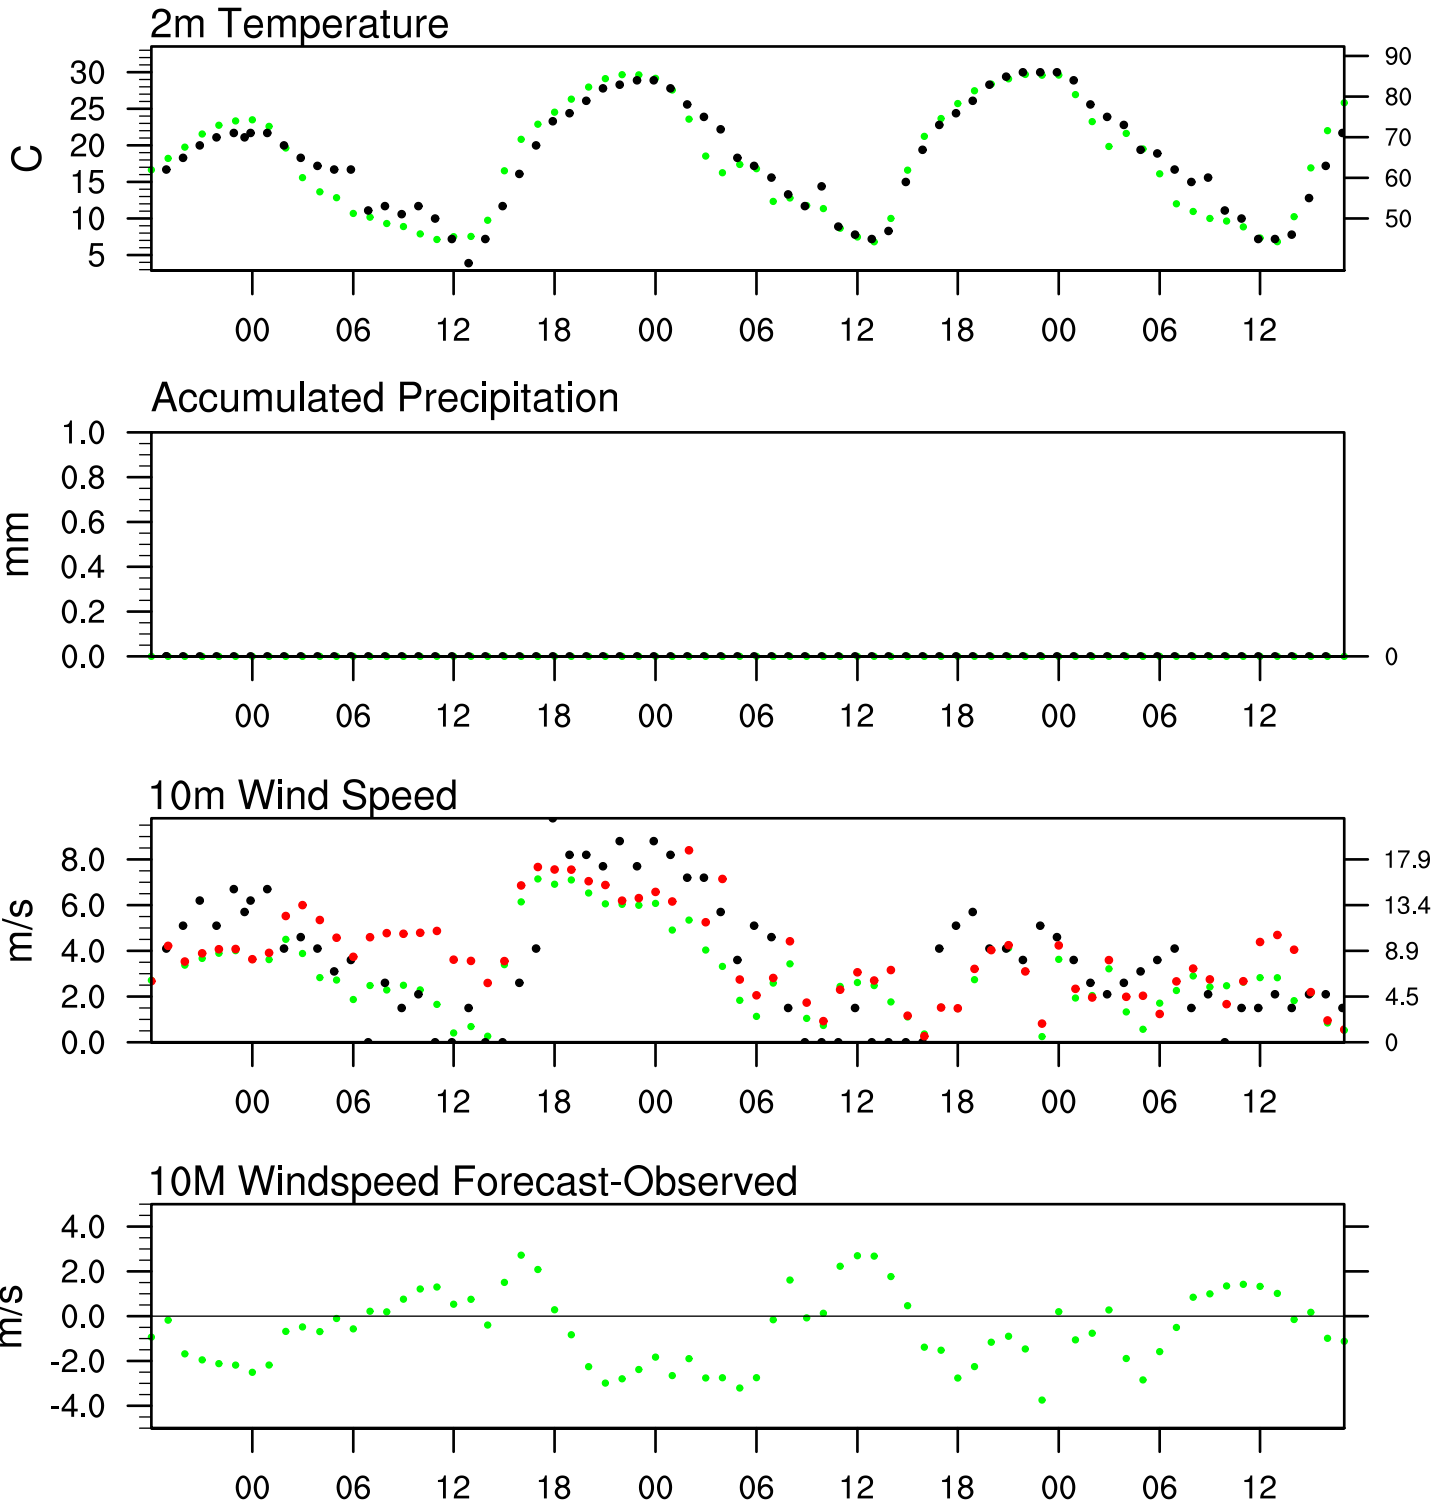 2m Temperature
C
30
25
20
15
10
5
90
80
70
60
50
00 06 12 18 00 06 12 18 00 06 12
Accumulated Precipitation
mm
1.0
0.8
0.6
0.4
0.2
0.0
0
00 06 12 18 00 06 12 18 00 06 12
10m Wind Speed
m/s
8.0
6.0
4.0
2.0
0.0
17.9
13.4
8.9
4.5
0
00 06 12 18 00 06 12 18 00 06 12
10M Windspeed Forecast-Observed
m/s
4.0
2.0
0.0
-2.0
-4.0
00 06 12 18 00 06 12 18 00 06 12